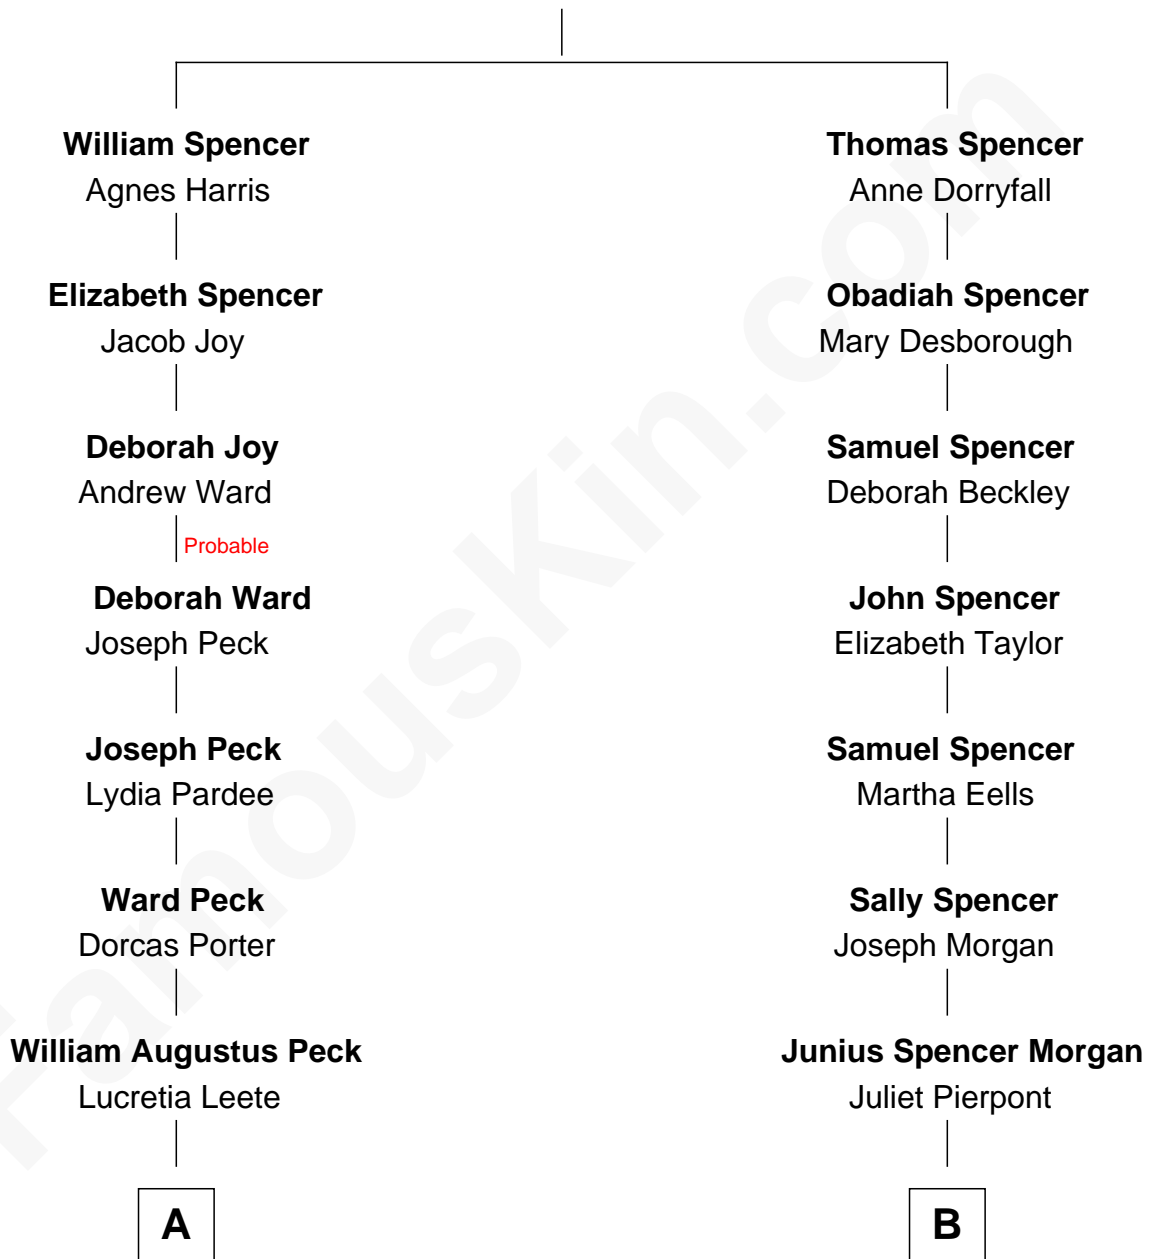 William Spencer
Agnes Harris
Elizabeth Spencer
Jacob Joy
Deborah Joy
Andrew Ward
Probable
Deborah Ward
Joseph Peck
Joseph Peck
Lydia Pardee
Ward Peck
Dorcas Porter
William Augustus Peck
Lucretia Leete
A
Thomas Spencer
Anne Dorryfall
Obadiah Spencer
Mary Desborough
Samuel Spencer
Deborah Beckley
John Spencer
Elizabeth Taylor
Samuel Spencer
Martha Eells
Sally Spencer
Joseph Morgan
Junius Spencer Morgan
Juliet Pierpont
B
FamousKin.com